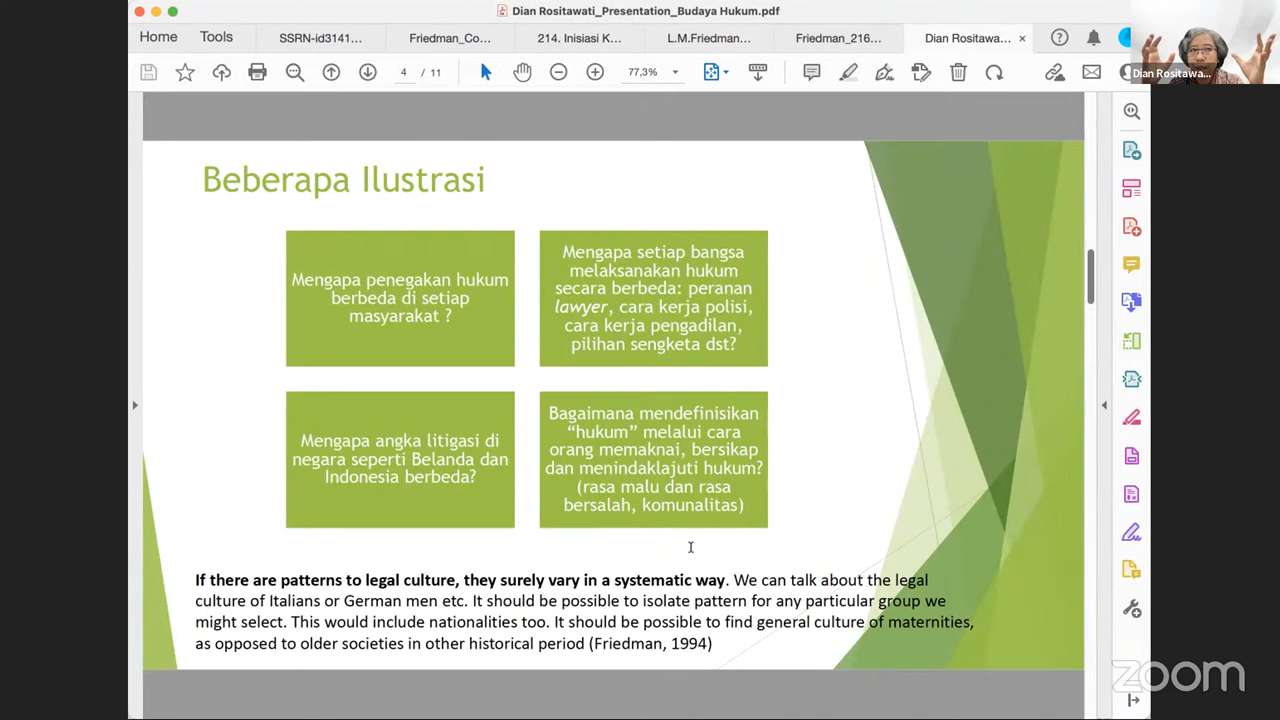 Dian Rositawati_Presentation_Budaya Hukum.pdf
Home
Tools
SSRN-id3141...
Friedman_Co...
214. Inisiasi K...
L.M.Friedman...
Friedman_216...
Dian Rositawa...
4 / 11
77,3%
Dian Rositawa...
Beberapa Ilustrasi
Mengapa penegakan hukum
berbeda di setiap
masyarakat ?
Mengapa setiap bangsa
melaksanakan hukum
secara berbeda: peranan
lawyer, cara kerja polisi,
cara kerja pengadilan,
pilihan sengketa dst?
Mengapa angka litigasi di
negara seperti Belanda dan
Indonesia berbeda?
Bagaimana mendefinisikan
“hukum” melalui cara
orang memaknai, bersikap
dan menindaklajuti hukum?
(rasa malu dan rasa
bersalah, komunalitas)
If there are patterns to legal culture, they surely vary in a systematic way. We can talk about the legal
culture of Italians or German men etc. It should be possible to isolate pattern for any particular group we
might select. This would include nationalities too. It should be possible to find general culture of maternities,
as opposed to older societies in other historical period (Friedman, 1994)
zoom